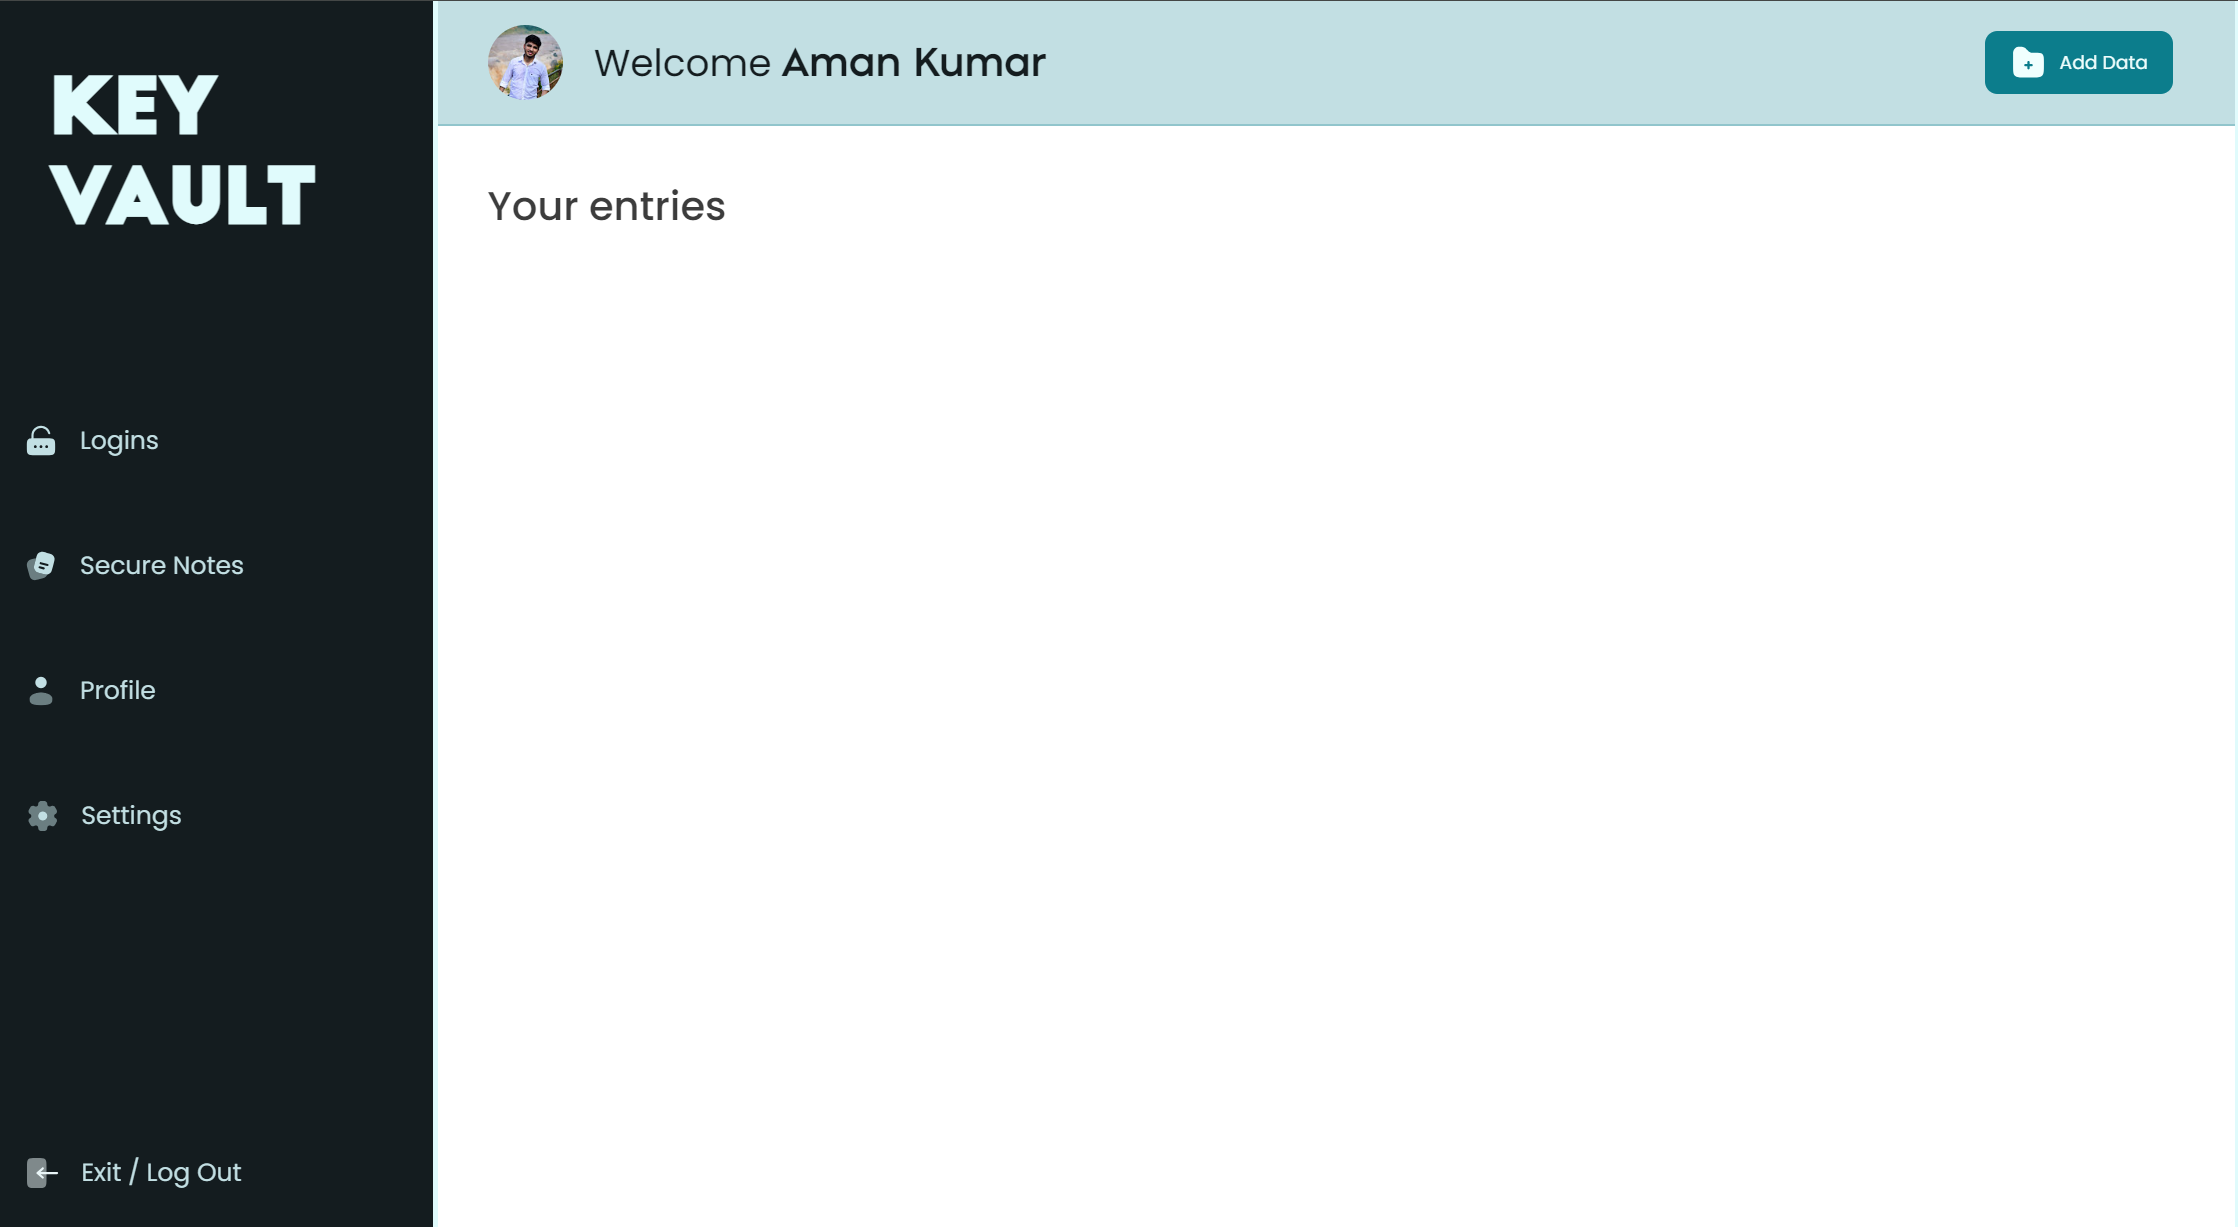 KEY
VAULT
Logins
Secure Notes
Profile
Settings
Exit / Log Out
Welcome Aman Kumar
Add Data
Your entries